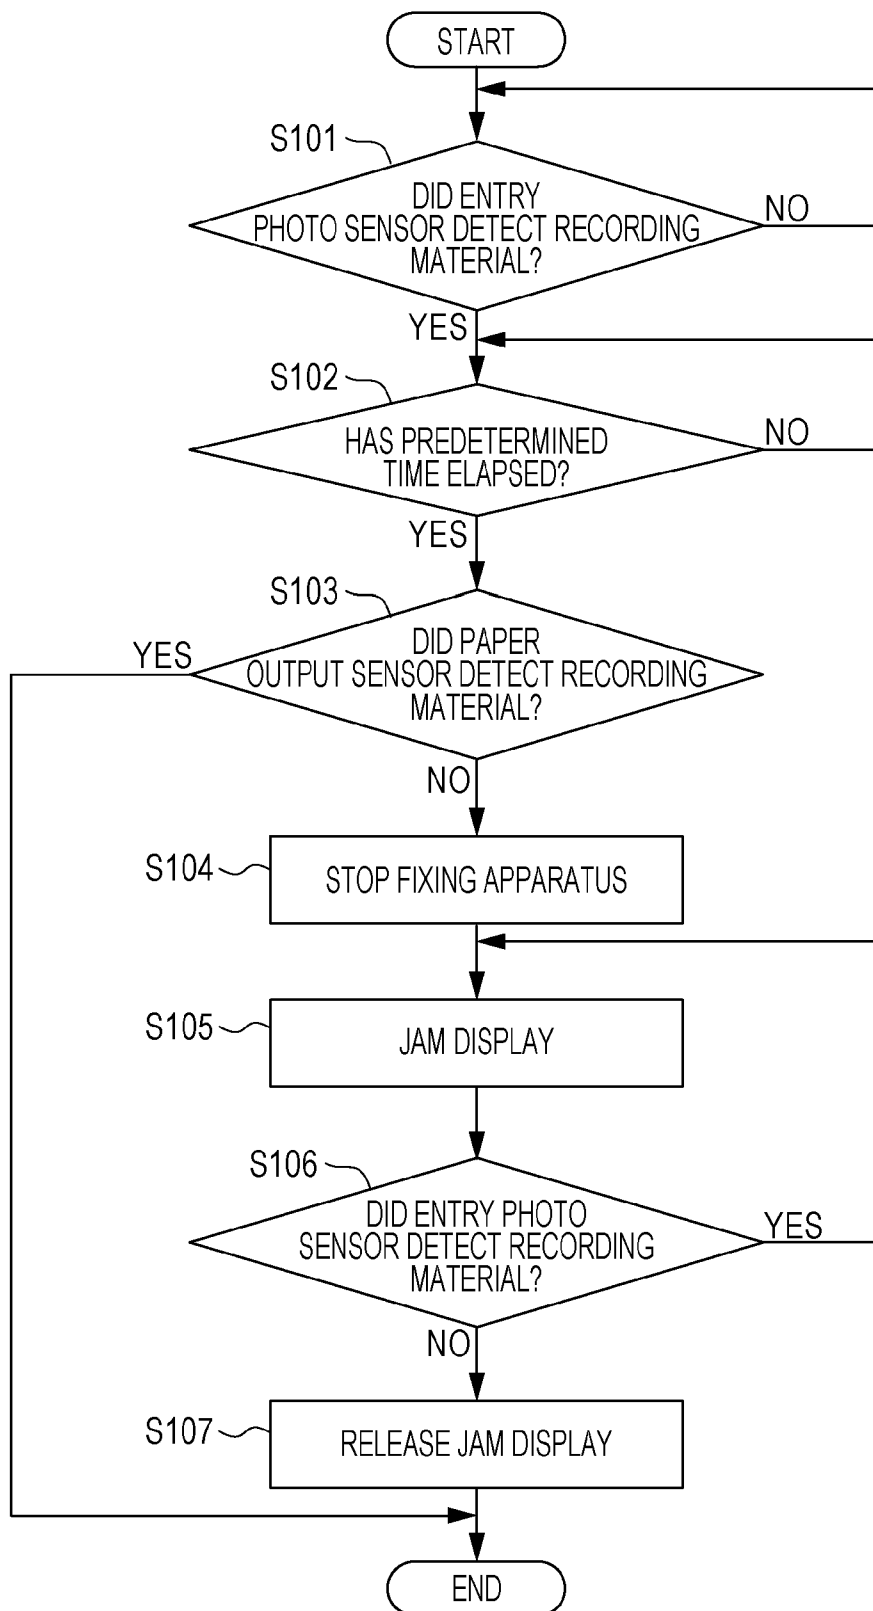 START
S101
DID ENTRY
PHOTO SENSOR DETECT RECORDING
MATERIAL?
NO
YES
S102
HAS PREDETERMINED
TIME ELAPSED?
NO
YES
S103
DID PAPER
OUTPUT SENSOR DETECT RECORDING
MATERIAL?
YES
NO
S104
STOP FIXING APPARATUS
S105
JAM DISPLAY
S106
DID ENTRY PHOTO
SENSOR DETECT RECORDING
MATERIAL?
YES
NO
S107
RELEASE JAM DISPLAY
END